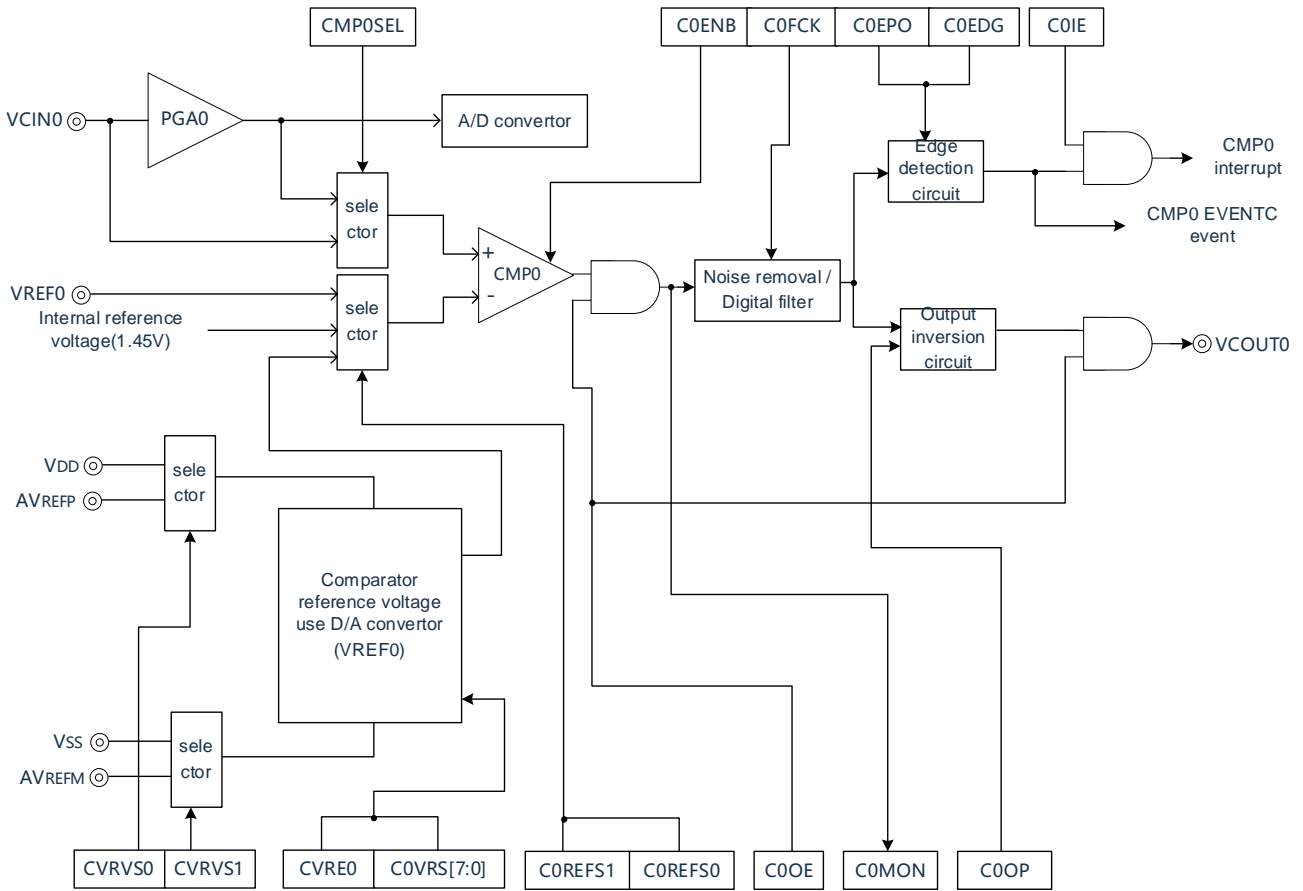 CMP0SEL
C0ENB
C0FCK
C0EPO
C0EDG
C0IE
VCIN0
PGA0
A/D convertor
Edge
detection
circuit
CMP0
interrupt
CMP0 EVENTC
event
sele
ctor
+
-
CMP0
VREF0
Internal reference
voltage(1.45V)
sele
ctor
Noise removal /
Digital filter
Output
inversion
circuit
VCOUT0
VDD
AVREFP
sele
ctor
Comparator
reference voltage
use D/A convertor
(VREF0)
VSS
AVREFM
sele
ctor
CVRVS0
CVRVS1
CVRE0
C0VRS[7:0]
C0REFS1
C0REFS0
C0OE
C0MON
C0OP